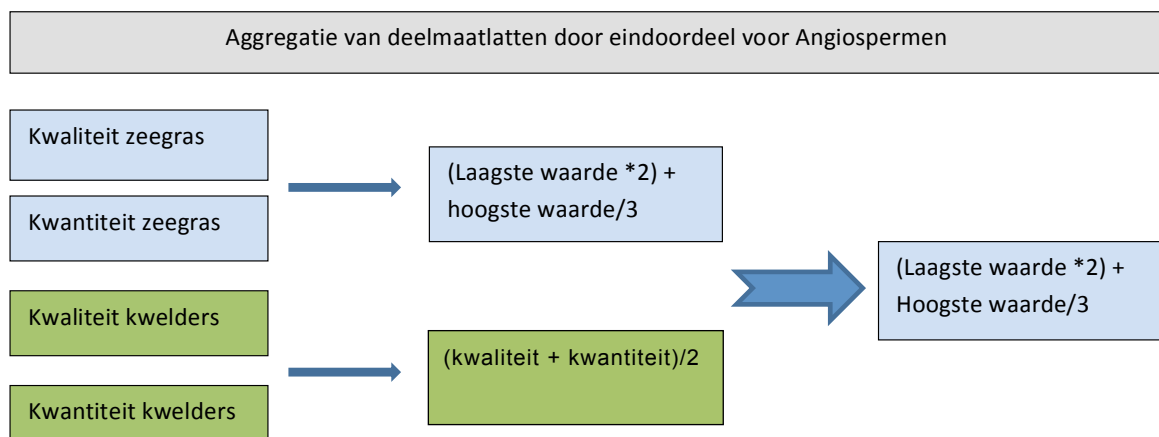 Aggregatie van deelmaatlatten door eindoordeel voor Angiospermen
Kwaliteit zeegras
Kwantiteit zeegras
(Laagste waarde *2) +
hoogste waarde/3
Kwaliteit kwelders
Kwantiteit kwelders
(kwaliteit + kwantiteit)/2
(Laagste waarde *2) +
Hoogste waarde/3